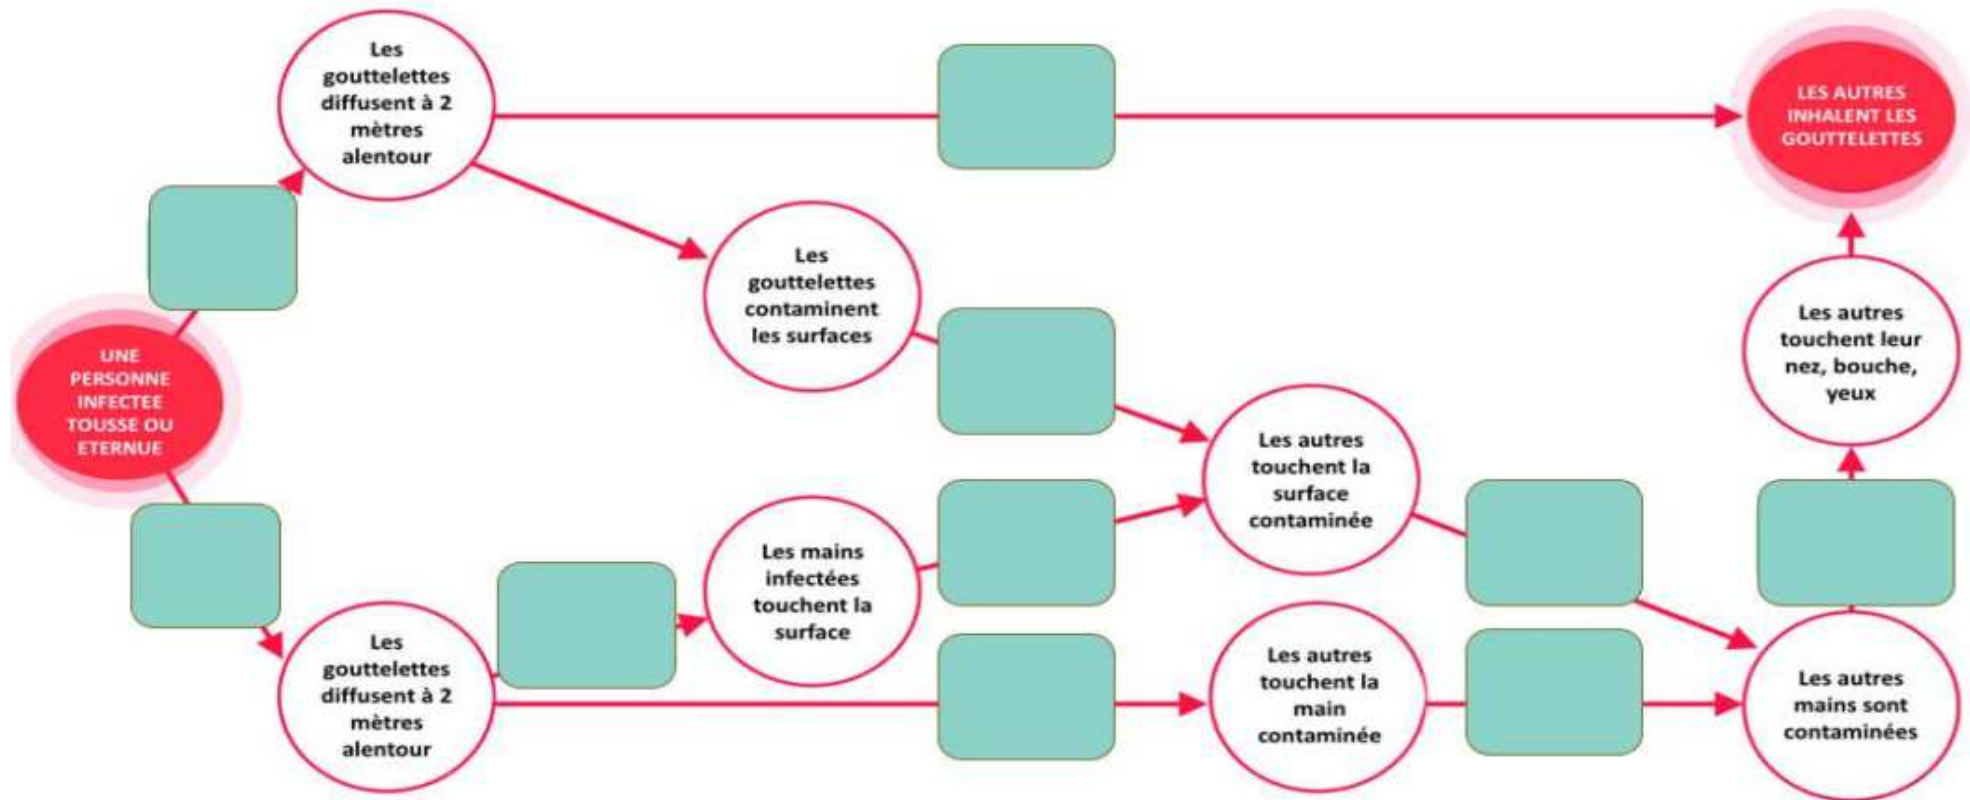 Les
gouttelettes
diffusent à 2
mètres
alentour
LES AUTRES
INHALENT LES
GOUTTELETTES
Les
gouttelettes
contaminent
les surfaces
Les autres
touchent leur
nez, bouche,
yeux
UNE
PERSONNE
INFECTEE
TOUSSE OU
ETERNUE
Les autres
touchent la
surface
contaminée
Les mains
infectées
touchent la
surface
Les
gouttelettes
diffusent à 2
mètres
alentour
Les autres
touchent la
main
contaminée
Les autres
mains sont
contaminées